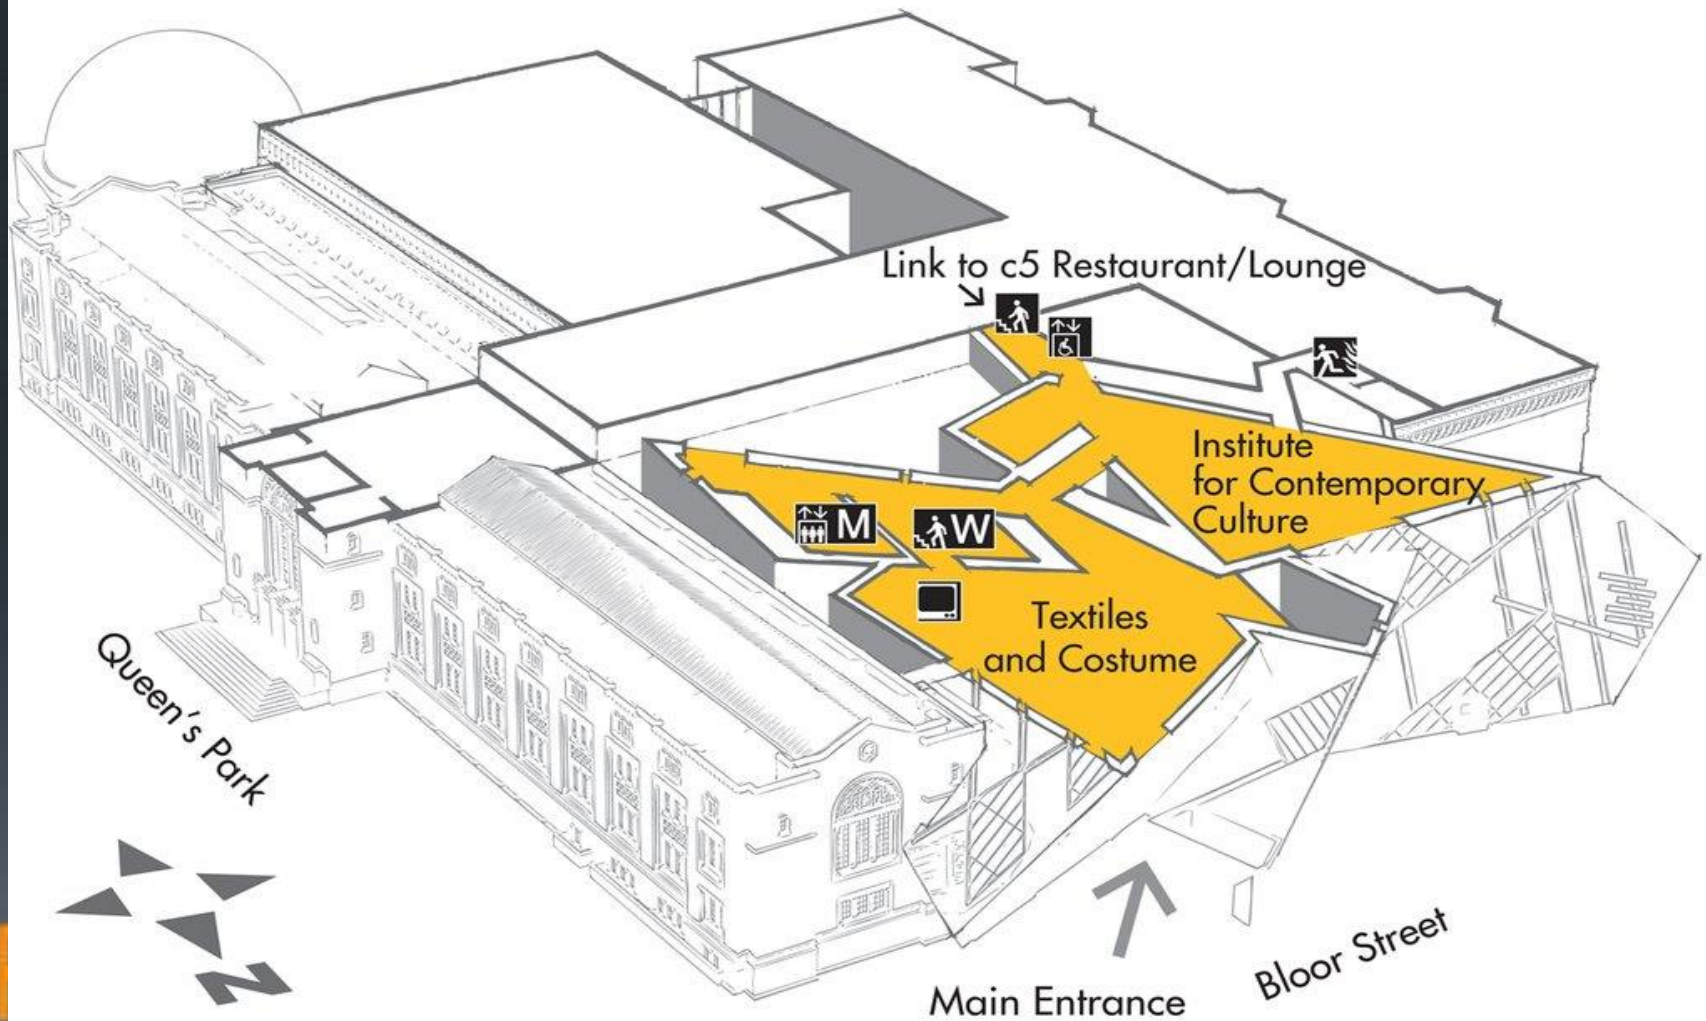 Link to c5 Restaurant/Lounge
Institute
for Contemporary
Culture
M
W
Textiles
and Costume
Queen's Park
N
Main Entrance
Bloor Street